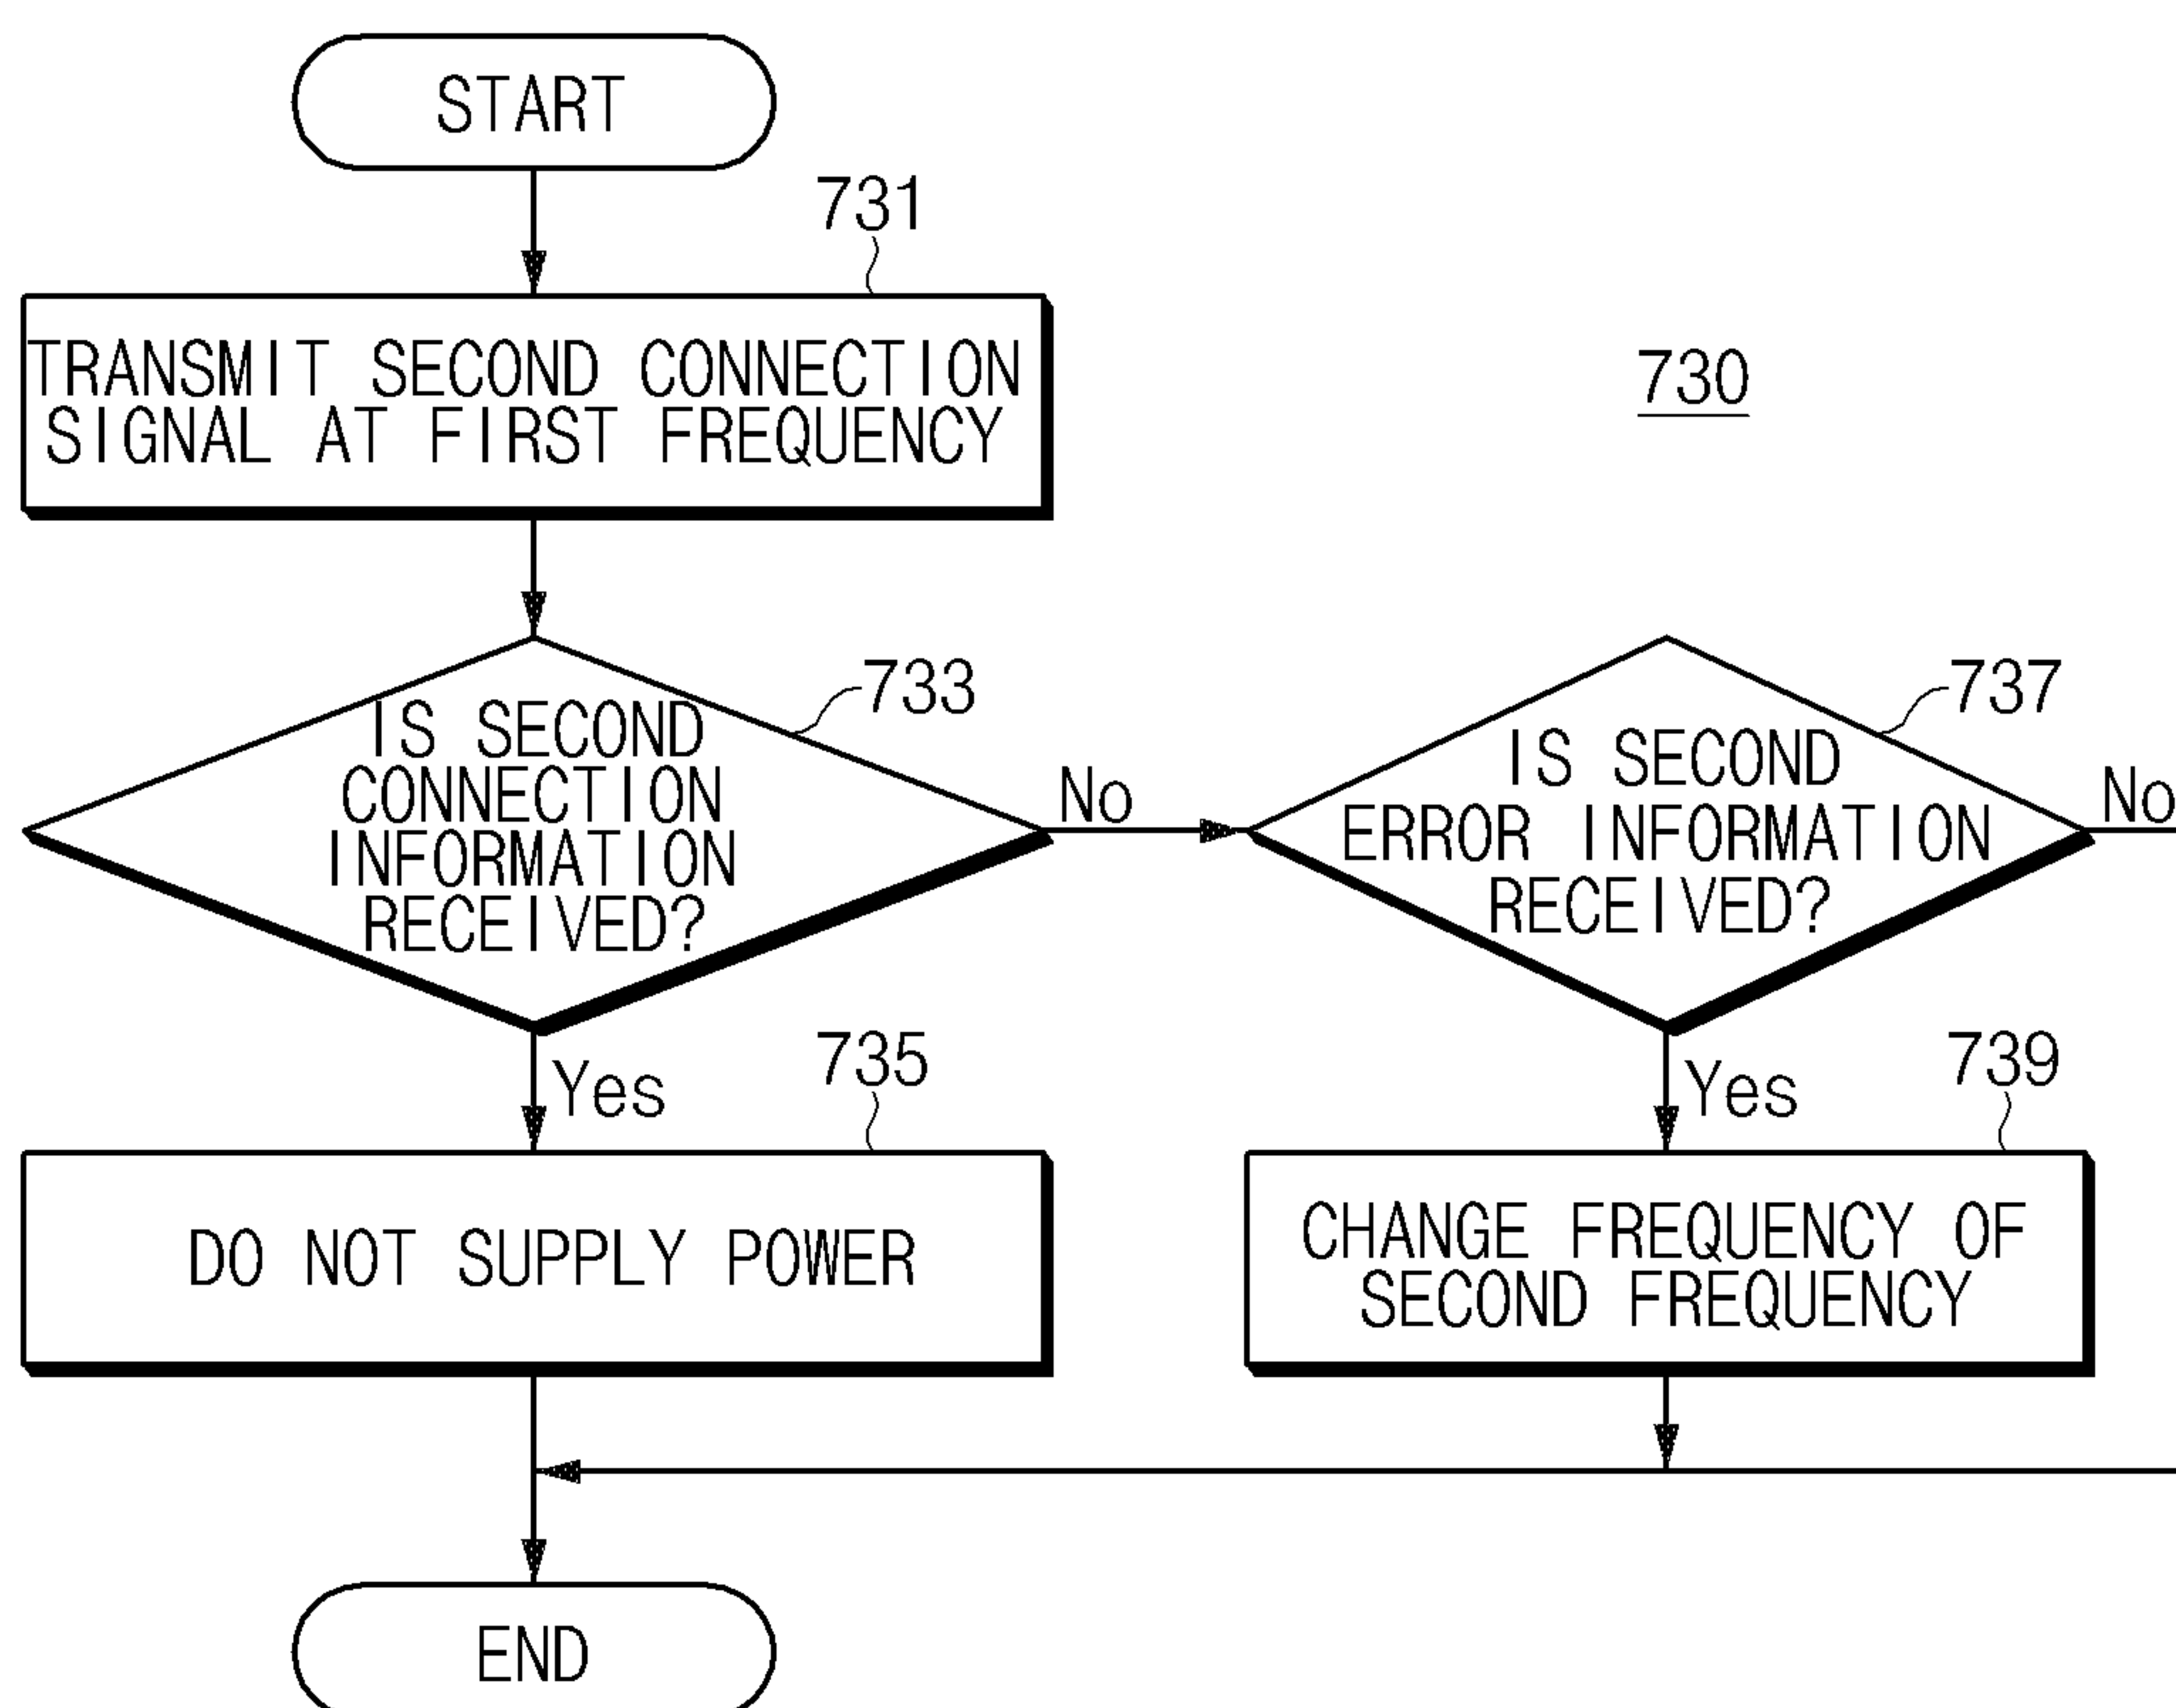 START
731
TRANSMIT SECOND CONNECTION
SIGNAL AT FIRST FREQUENCY
730
733
IS SECOND
CONNECTION
INFORMATION
RECEIVED?
No
737
IS SECOND
ERROR INFORMATION
RECEIVED?
No
Yes
735
DO NOT SUPPLY POWER
Yes
739
CHANGE FREQUENCY OF
SECOND FREQUENCY
END